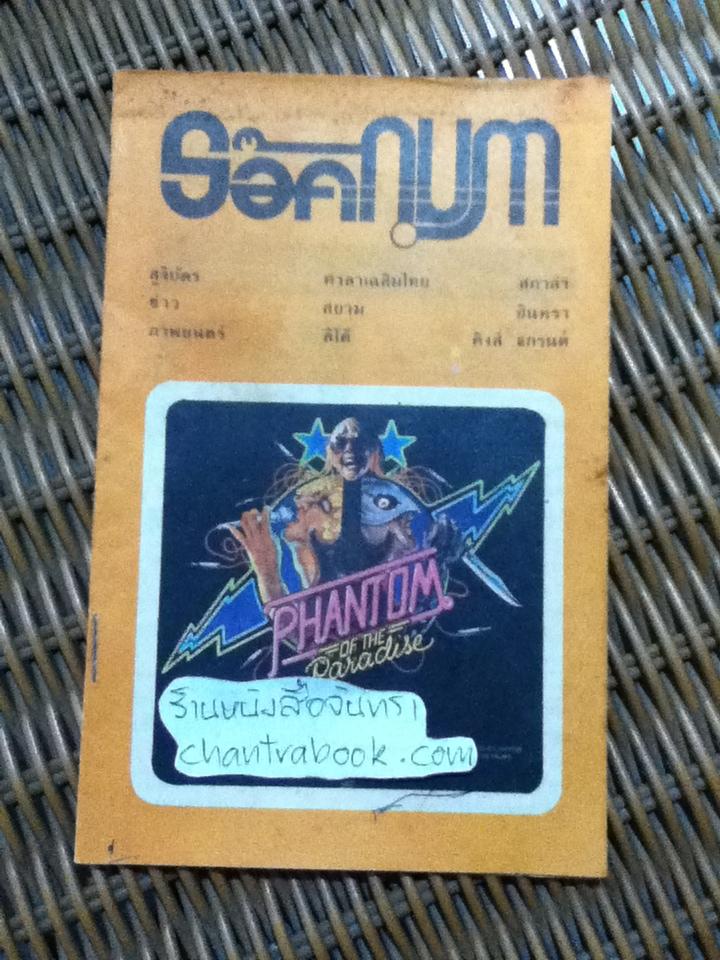 ร๊อคกบฏ
สูจิบัตร ศาลาเฉลิมไทย สกาลา
ข่าว สยาม อินทรา
ภาพยนตร์ ลิโด้ คิงส์ แกรนด์
PHANTOM
OF THE
Paradise
ร้านหนังสือจันทรา
chantrabook.com